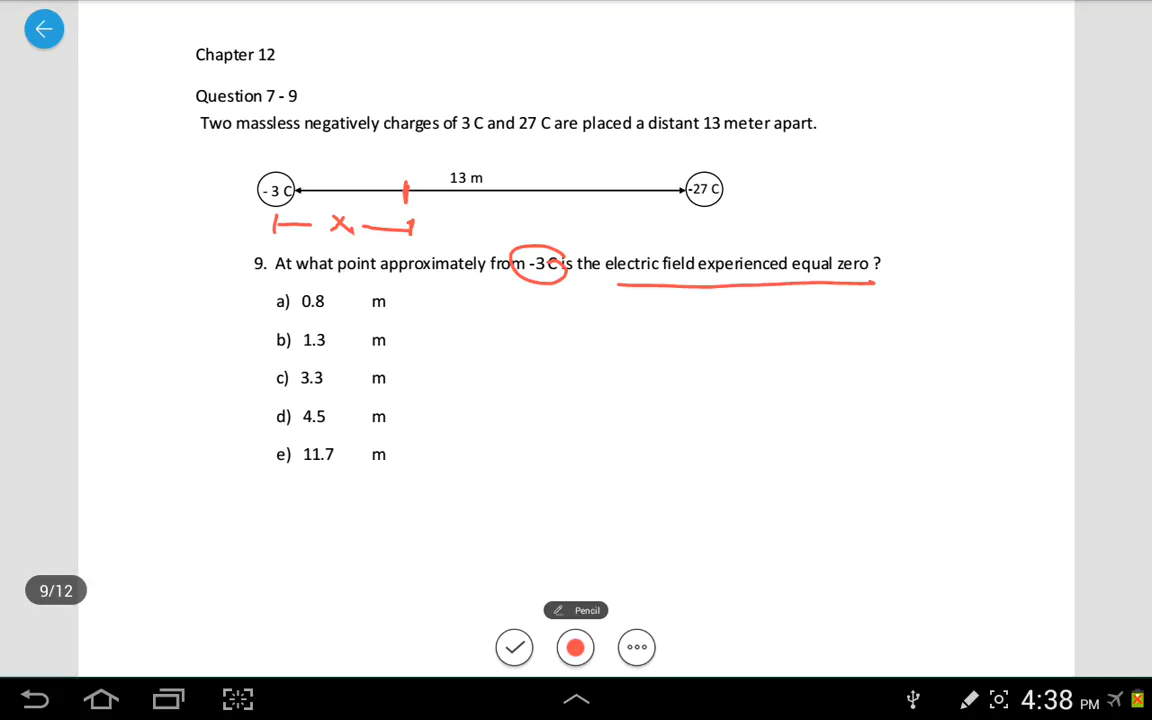 Chapter 12
Question 7 - 9
Two massless negatively charges of 3 C and 27 C are placed a distant 13 meter apart.
13 m
- 3 C
-27 C
x,
9. At what point approximately from -3 C is the electric field experienced equal zero ?
a) 0.8 m
b) 1.3 m
c) 3.3 m
d) 4.5 m
e) 11.7 m
9/12
Pencil
4:38 PM